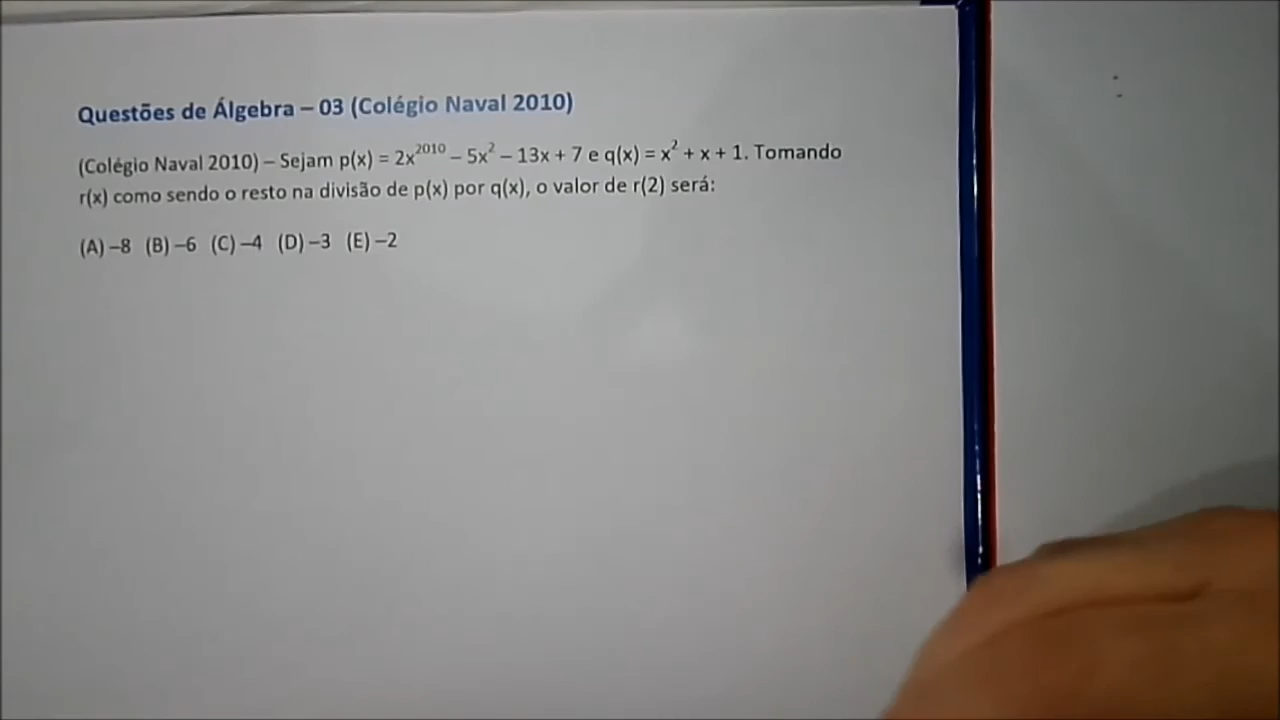 Questões de Álgebra – 03 (Colégio Naval 2010)
(Colégio Naval 2010) – Sejam p(x) = 2x²⁰¹⁰ – 5x² – 13x + 7 e q(x) = x² + x + 1. Tomando
r(x) como sendo o resto na divisão de p(x) por q(x), o valor de r(2) será:
(A) –8 (B) –6 (C) –4 (D) –3 (E) –2